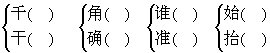 千( ) 角( ) 谁( ) 始( )
干( ) 确( ) 准( ) 抬( )